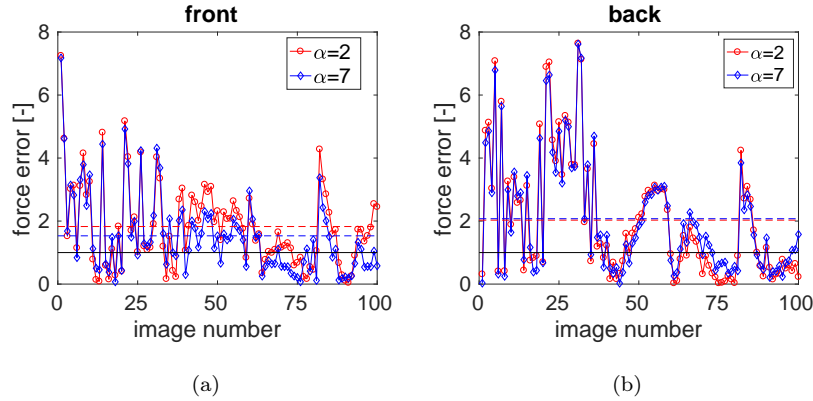 front
back
force error [-]
8
6
4
2
0
α=2
α=7
0 25 50 75 100
image number
force error [-]
8
6
4
2
0
α=2
α=7
0 25 50 75 100
image number
(a)
(b)